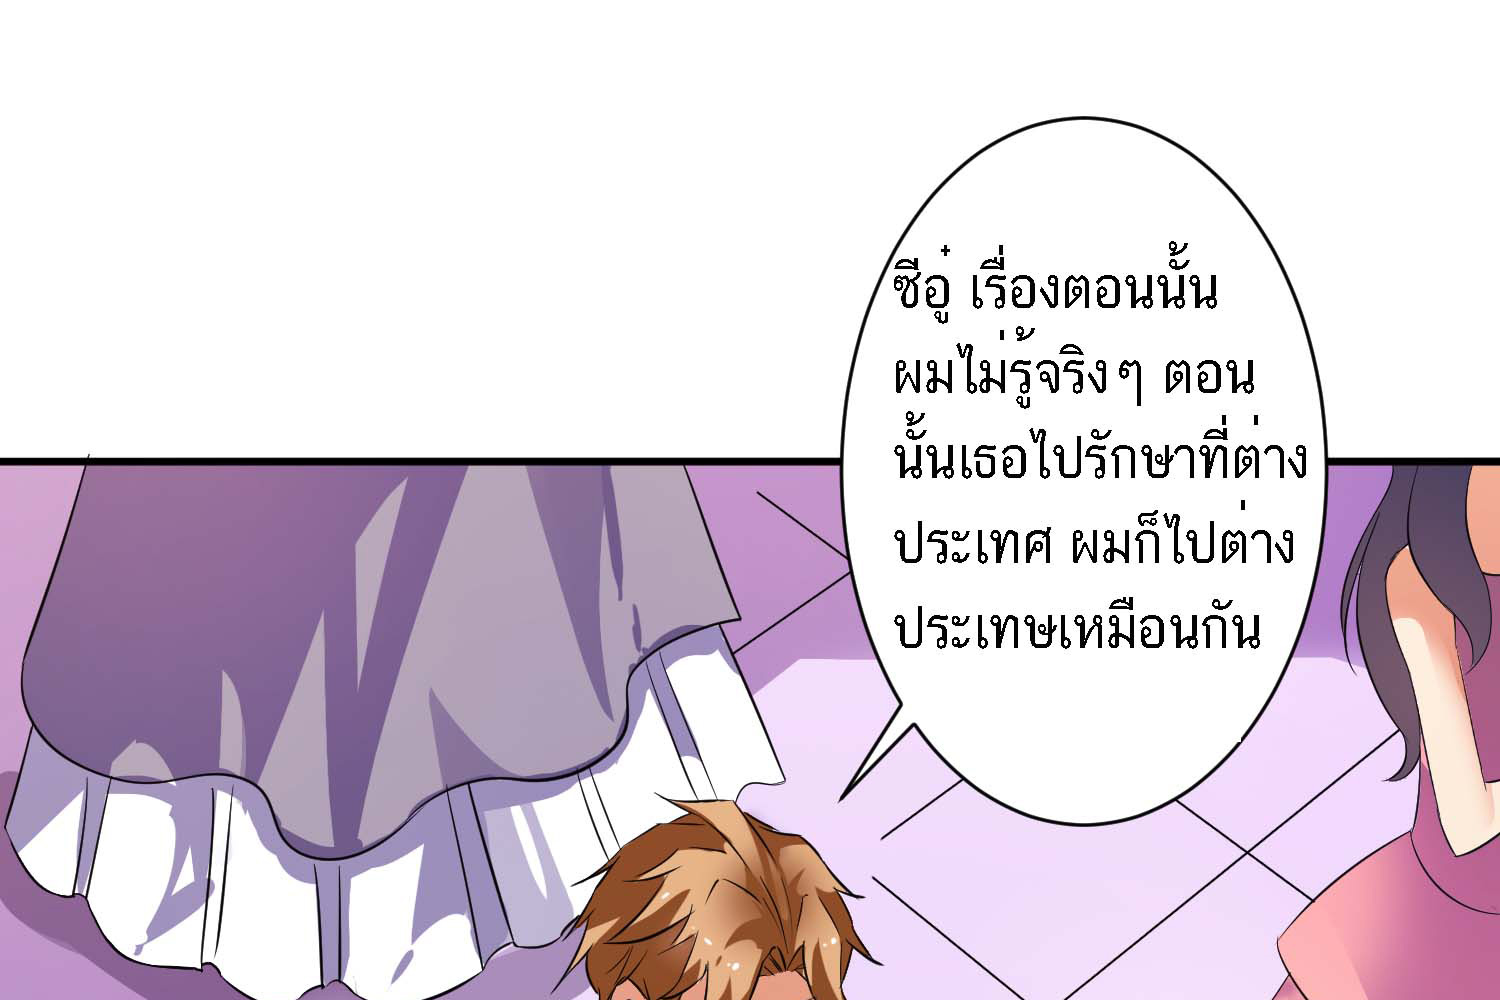 ซีอู๋ เรื่องตอนนั้น
ผมไม่รู้จริงๆ ตอน
นั้นเธอไปรักษาที่ต่าง
ประเทศ ผมก็ไปต่าง
ประเทษเหมือนกัน